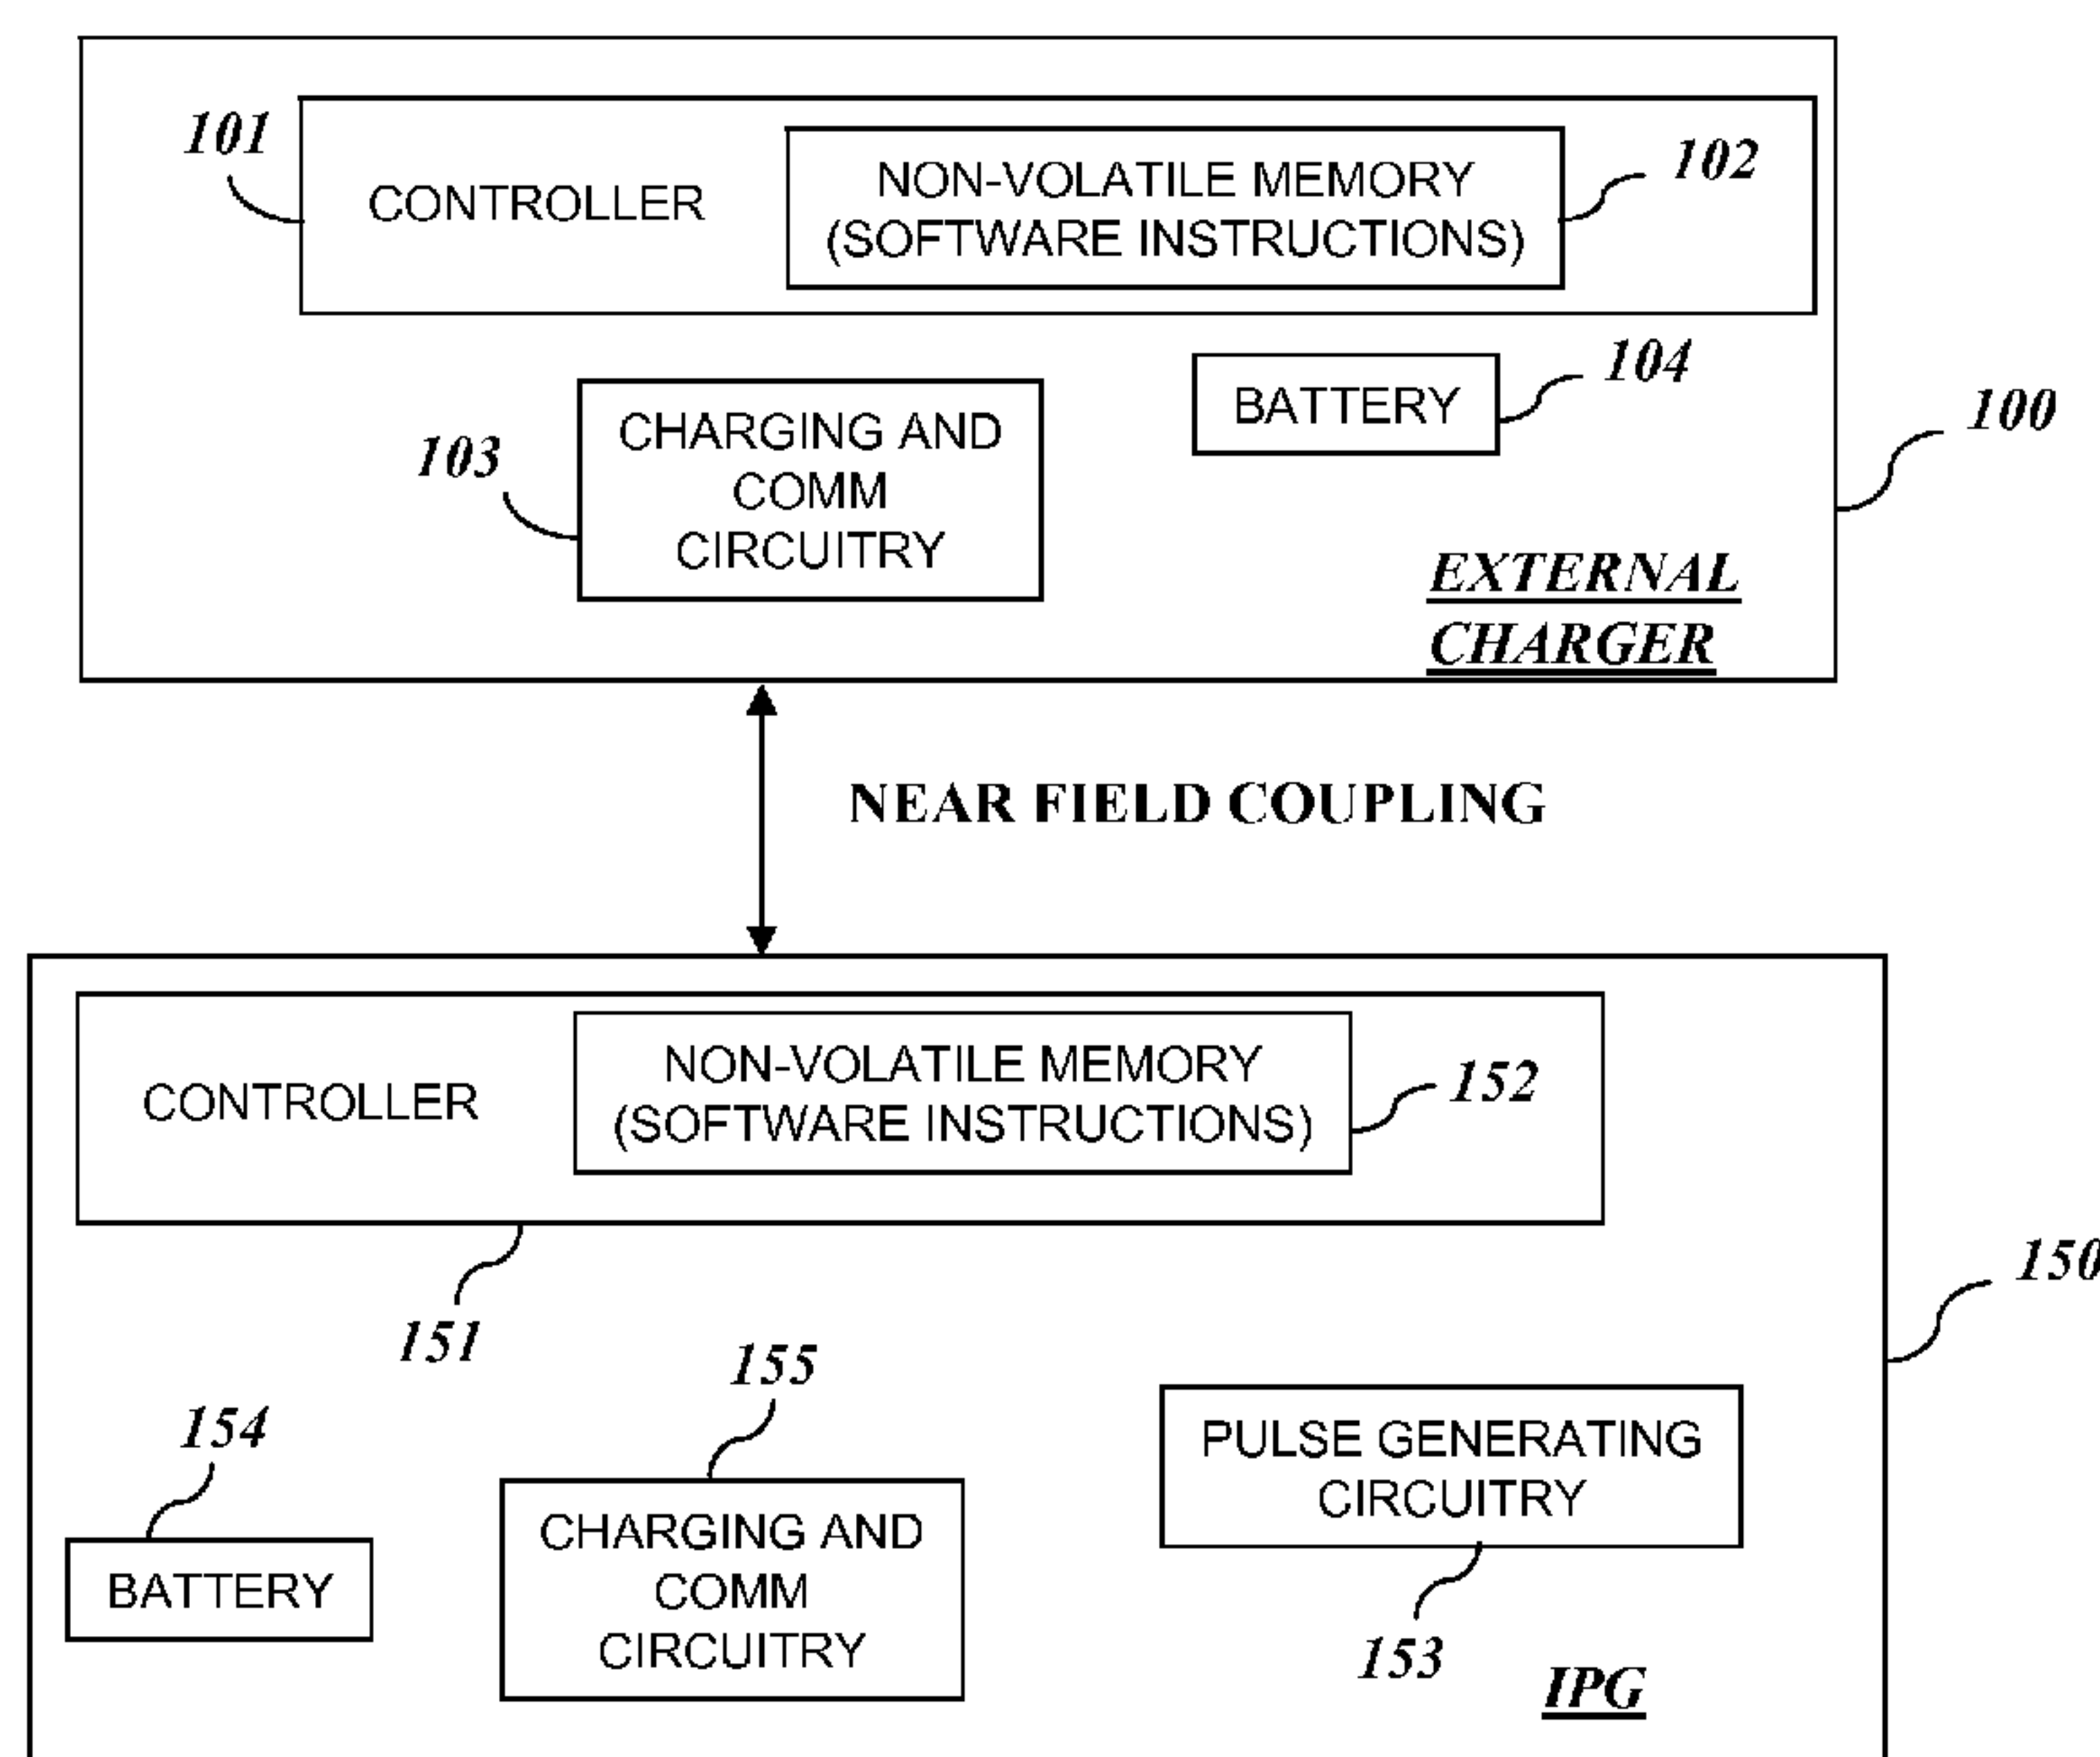 101
CONTROLLER
NON-VOLATILE MEMORY
(SOFTWARE INSTRUCTIONS)
102
103
CHARGING AND
COMM
CIRCUITRY
BATTERY
104
100
EXTERNAL
CHARGER
NEAR FIELD COUPLING
CONTROLLER
NON-VOLATILE MEMORY
(SOFTWARE INSTRUCTIONS)
152
151
150
154
BATTERY
155
CHARGING AND
COMM
CIRCUITRY
PULSE GENERATING
CIRCUITRY
153
IPG